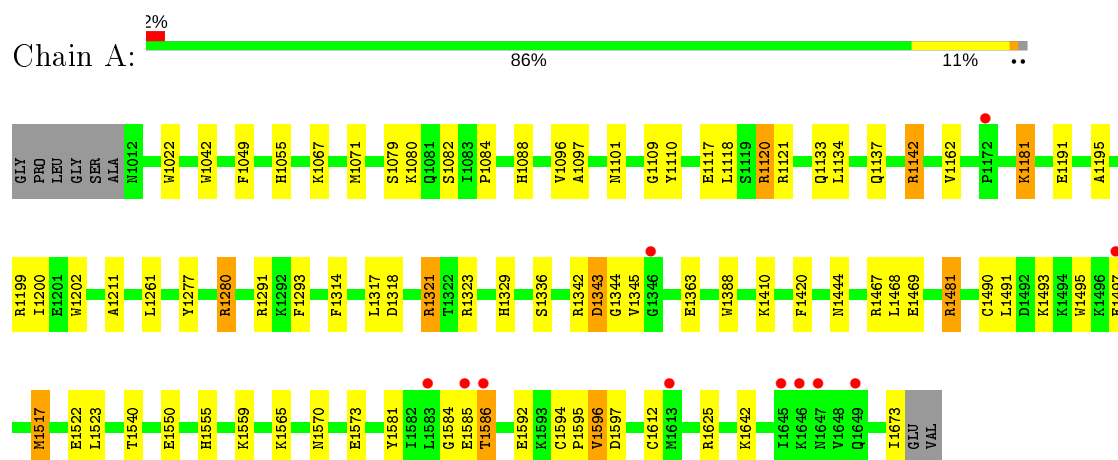 2%
Chain A:
86% 11% ••
GLY PRO LEU GLY SER ALA N1012 W1022 W1042 F1049 H1055 K1067 M1071 S1079 K1080 Q1081 S1082 I1083 P1084 H1088 V1096 A1097 N1101 G1109 Y1110 E1117 L1118 S1119 R1120 R1121 Q1133 L1134 Q1137 R1142 V1162 P1172 K1181 E1191 A1195
R1199 I1200 E1201 W1202 A1211 L1261 Y1277 R1280 R1291 K1292 F1293 F1314 L1317 D1318 R1321 T1322 R1323 H1329 S1336 R1342 D1343 G1344 V1345 G1346 E1363 W1388 K1410 F1420 N1444 R1467 L1468 E1469 R1481 C1490 L1491 D1492 K1493 K1494 W1495 K1496 E1497
M1517 E1522 L1523 T1540 E1550 H1555 K1559 K1565 N1570 E1573 Y1581 I1582 L1583 G1584 E1585 T1586 E1592 K1593 C1594 P1595 V1596 D1597 C1612 M1613 R1625 K1642 I1645 K1646 N1647 V1648 Q1649 I1673 GLU VAL